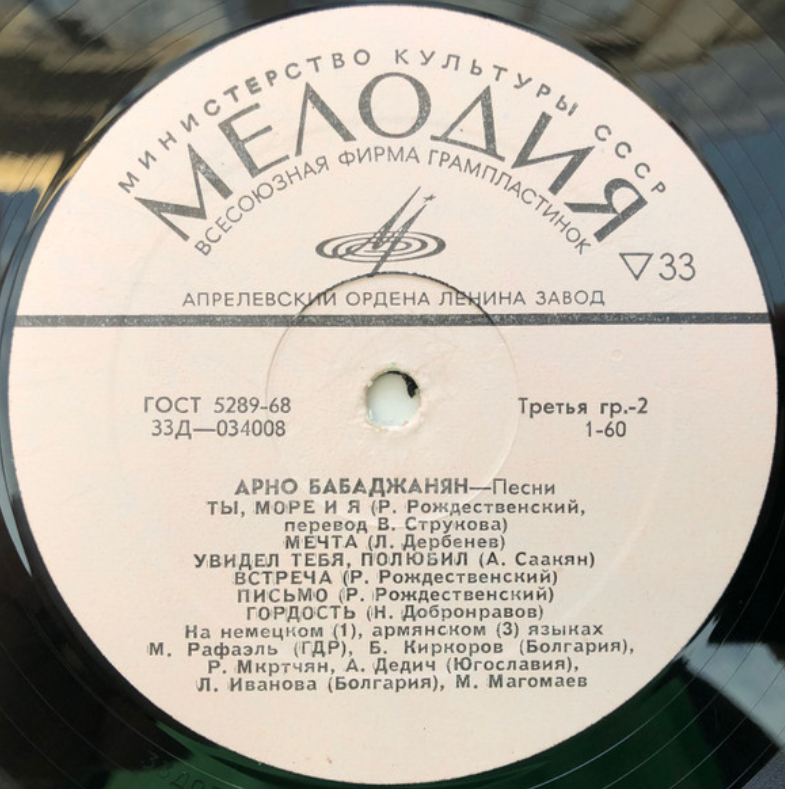 МИНИСТЕРСТВО КУЛЬТУРЫ СССР
МЕЛОДИЯ
ВСЕСОЮЗНАЯ ФИРМА ГРАМПЛАСТИНОК
▽33
АПРЕЛЕВСКИЙ ОРДЕНА ЛЕНИНА ЗАВОД
ГОСТ 5289-68
33Д—034008
Третья гр.-2
1-60
АРНО БАБАДЖАНЯН—Песни
ТЫ, МОРЕ И Я (Р. Рождественский,
перевод В. Струкова)
МЕЧТА (Л. Дербенев)
УВИДЕЛ ТЕБЯ, ПОЛЮБИЛ (А. Саакян)
ВСТРЕЧА (Р. Рождественский)
ПИСЬМО (Р. Рождественский)
ГОРДОСТЬ (Н. Добронравов)
На немецком (1), армянском (3) языках
М. Рафаэль (ГДР), Б. Киркоров (Болгария),
Р. Мкртчян, А. Дедич (Югославия),
Л. Иванова (Болгария), М. Магомаев